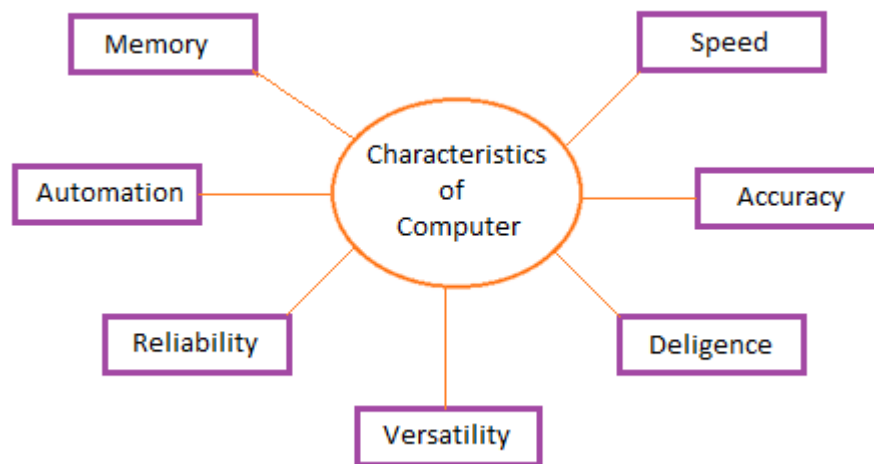 Memory
Speed
Characteristics
of
Computer
Automation
Accuracy
Reliability
Deligence
Versatility